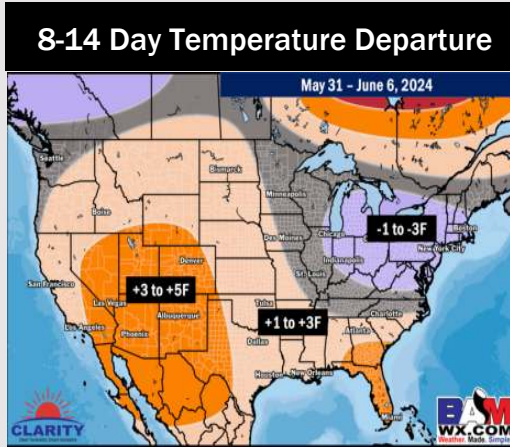 8-14 Day Temperature Departure
May 31 – June 6, 2024
Seattle
Bismarck
Minneapolis
Boise
-1 to -3F
Boston
Chicago
New York City
Des Moines
Indianapolis
Denver
St. Louis
San Francisco
+3 to +5F
Las Vegas
Tulsa
+1 to +3F
Charlotte
Albuquerque
Los Angeles
Phoenix
Atlanta
Dallas
Houston
New Orleans
Miami
CLARITY
BAM
WX.COM
Weather. Made. Simple